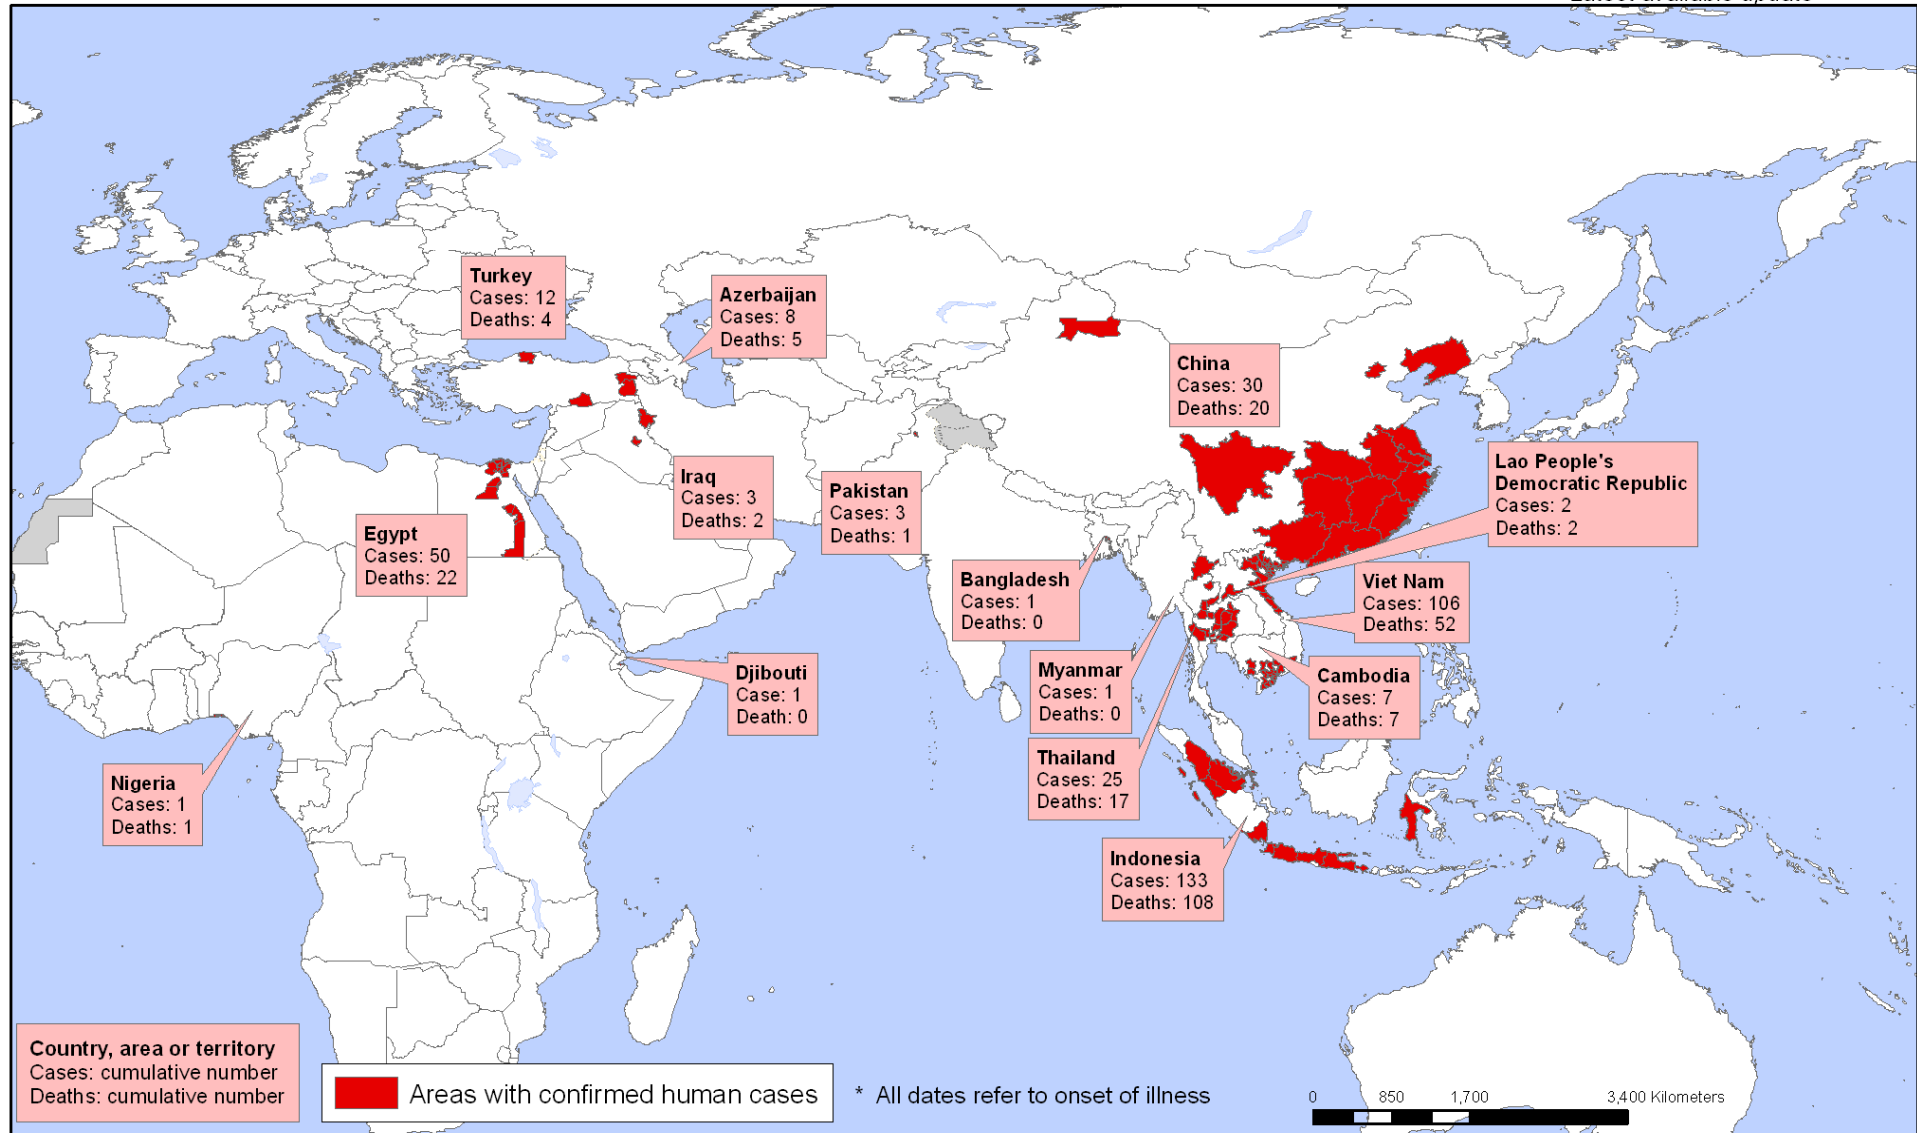 Latest available update
Turkey
Cases: 12
Deaths: 4
Azerbaijan
Cases: 8
Deaths: 5
China
Cases: 30
Deaths: 20
Lao People's
Democratic Republic
Cases: 2
Deaths: 2
Iraq
Cases: 3
Deaths: 2
Pakistan
Cases: 3
Deaths: 1
Egypt
Cases: 50
Deaths: 22
Bangladesh
Cases: 1
Deaths: 0
Viet Nam
Cases: 106
Deaths: 52
Djibouti
Case: 1
Death: 0
Myanmar
Cases: 1
Deaths: 0
Cambodia
Cases: 7
Deaths: 7
Thailand
Cases: 25
Deaths: 17
Nigeria
Cases: 1
Deaths: 1
Indonesia
Cases: 133
Deaths: 108
Country, area or territory
Cases: cumulative number
Deaths: cumulative number
Areas with confirmed human cases
* All dates refer to onset of illness
0 850 1,700 3,400 Kilometers